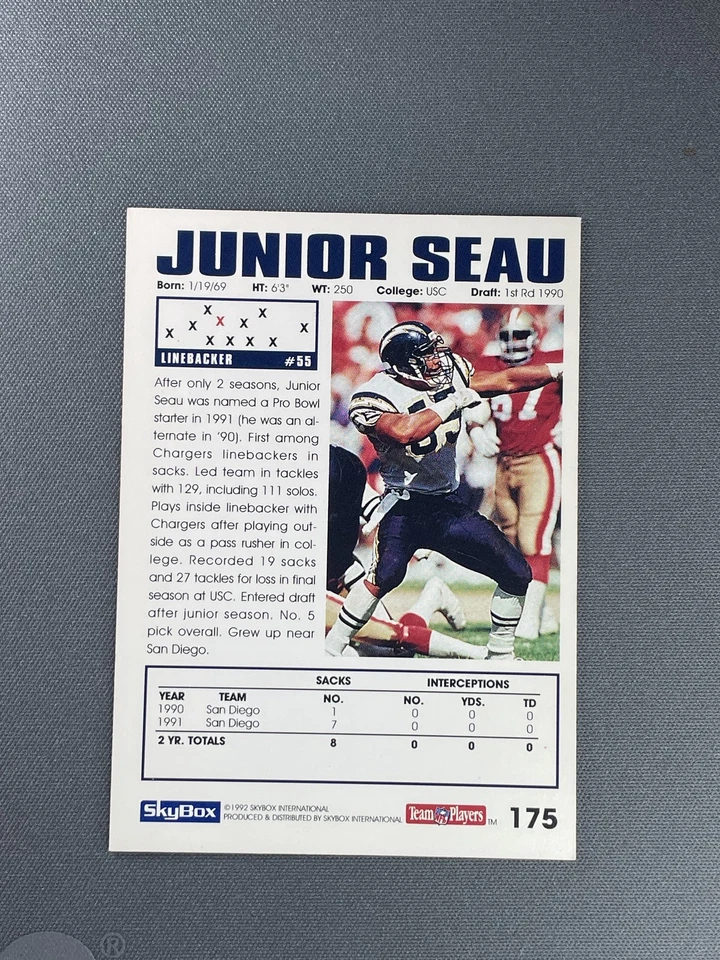 JUNIOR SEAU
Born: 1/19/69 HT: 6'3" WT: 250 College: USC Draft: 1st Rd 1990
X X
X X X X
X X X X X
LINEBACKER #55
After only 2 seasons, Junior
Seau was named a Pro Bowl
starter in 1991 (he was an al-
ternate in '90). First among
Chargers linebackers in
sacks. Led team in tackles
with 129, including 111 solos.
Plays inside linebacker with
Chargers after playing out-
side as a pass rusher in col-
lege. Recorded 19 sacks
and 27 tackles for loss in final
season at USC. Entered draft
after junior season. No. 5
pick overall. Grew up near
San Diego.
55
97
SACKS INTERCEPTIONS
YEAR TEAM NO. NO. YDS. TD
1990 San Diego 1 0 0 0
1991 San Diego 7 0 0 0
2 YR. TOTALS 8 0 0 0
SkyBox
©1992 SKYBOX INTERNATIONAL
PRODUCED & DISTRIBUTED BY SKYBOX INTERNATIONAL
Team NFL Players TM
175
®